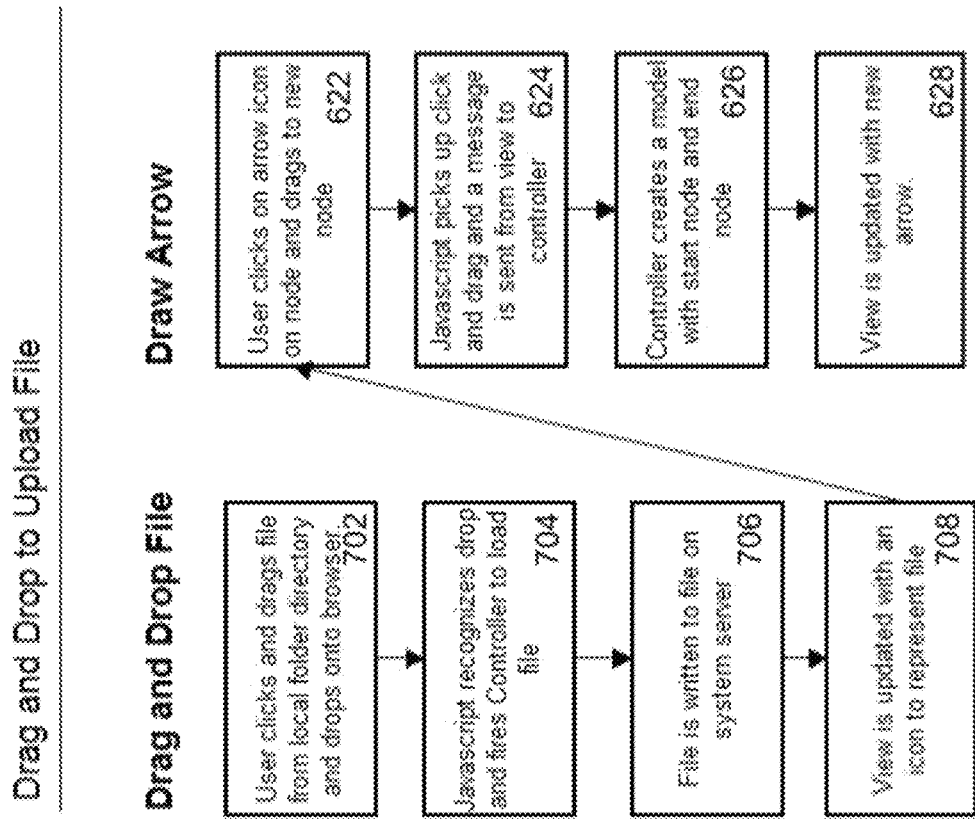 Drag and Drop to Upload File
Drag and Drop File
User clicks and drags file
from local folder directory
and drops onto browser.
702
Javascript recognizes drop
and fires Controller to load
file
704
File is written to file on
system server
706
View is updated with an
icon to represent file
708
Draw Arrow
User clicks on arrow icon
on node and drags to new
node
622
Javascript picks up click
and drag and a message
is sent from view to
controller
624
Controller creates a model
with start node and end
node
626
View is updated with new
arrow.
628